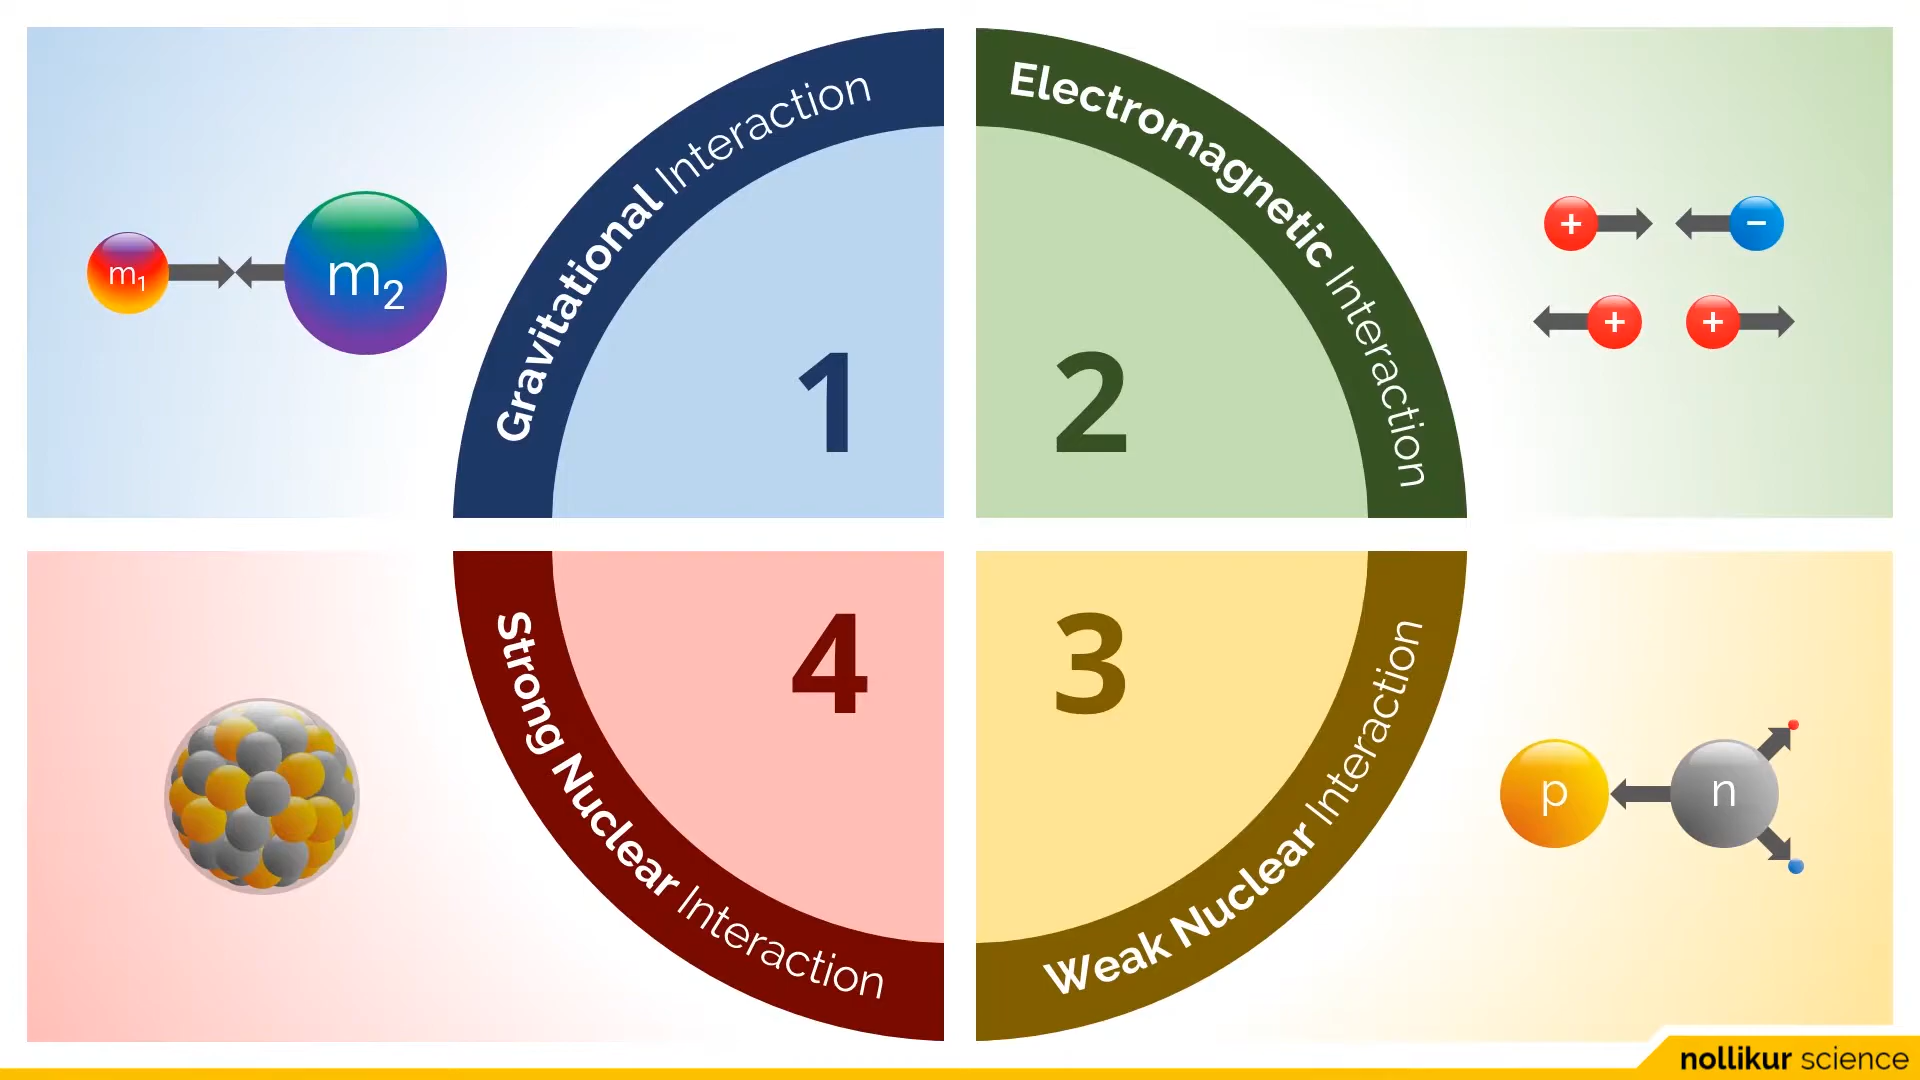 Gravitational Interaction
1
m₁
m₂
Electromagnetic Interaction
2
+
−
+
+
Strong Nuclear Interaction
4
Weak Nuclear Interaction
3
p
n
nollikur science